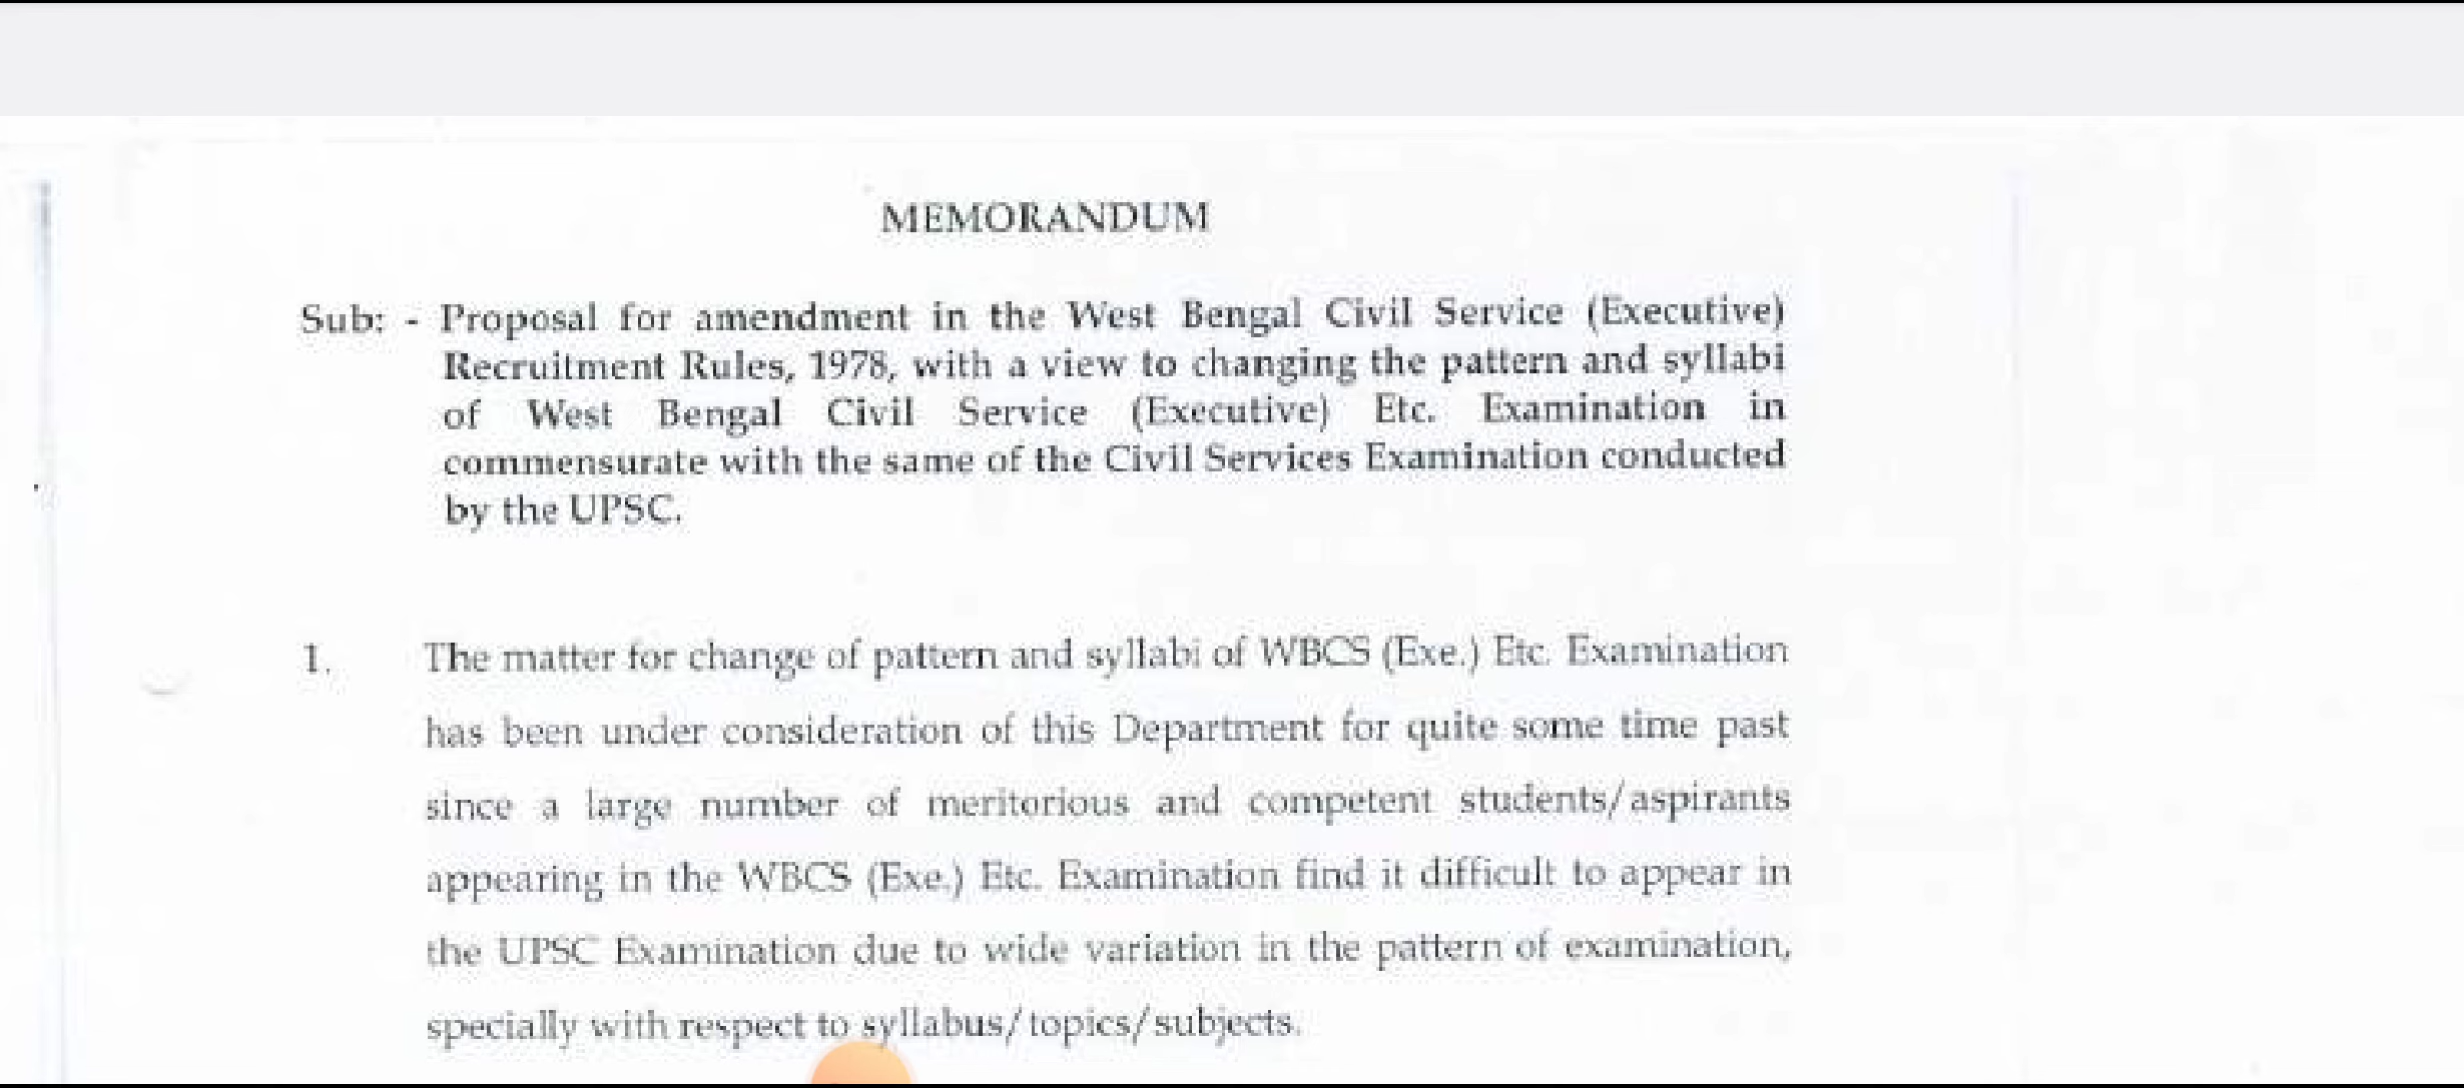 MEMORANDUM
Sub: - Proposal for amendment in the West Bengal Civil Service (Executive)
Recruitment Rules, 1978, with a view to changing the pattern and syllabi
of West Bengal Civil Service (Executive) Etc. Examination in
commensurate with the same of the Civil Services Examination conducted
by the UPSC.
1. The matter for change of pattern and syllabi of WBCS (Exe.) Etc. Examination
has been under consideration of this Department for quite some time past
since a large number of meritorious and competent students/aspirants
appearing in the WBCS (Exe.) Etc. Examination find it difficult to appear in
the UPSC Examination due to wide variation in the pattern of examination,
specially with respect to syllabus/topics/subjects.